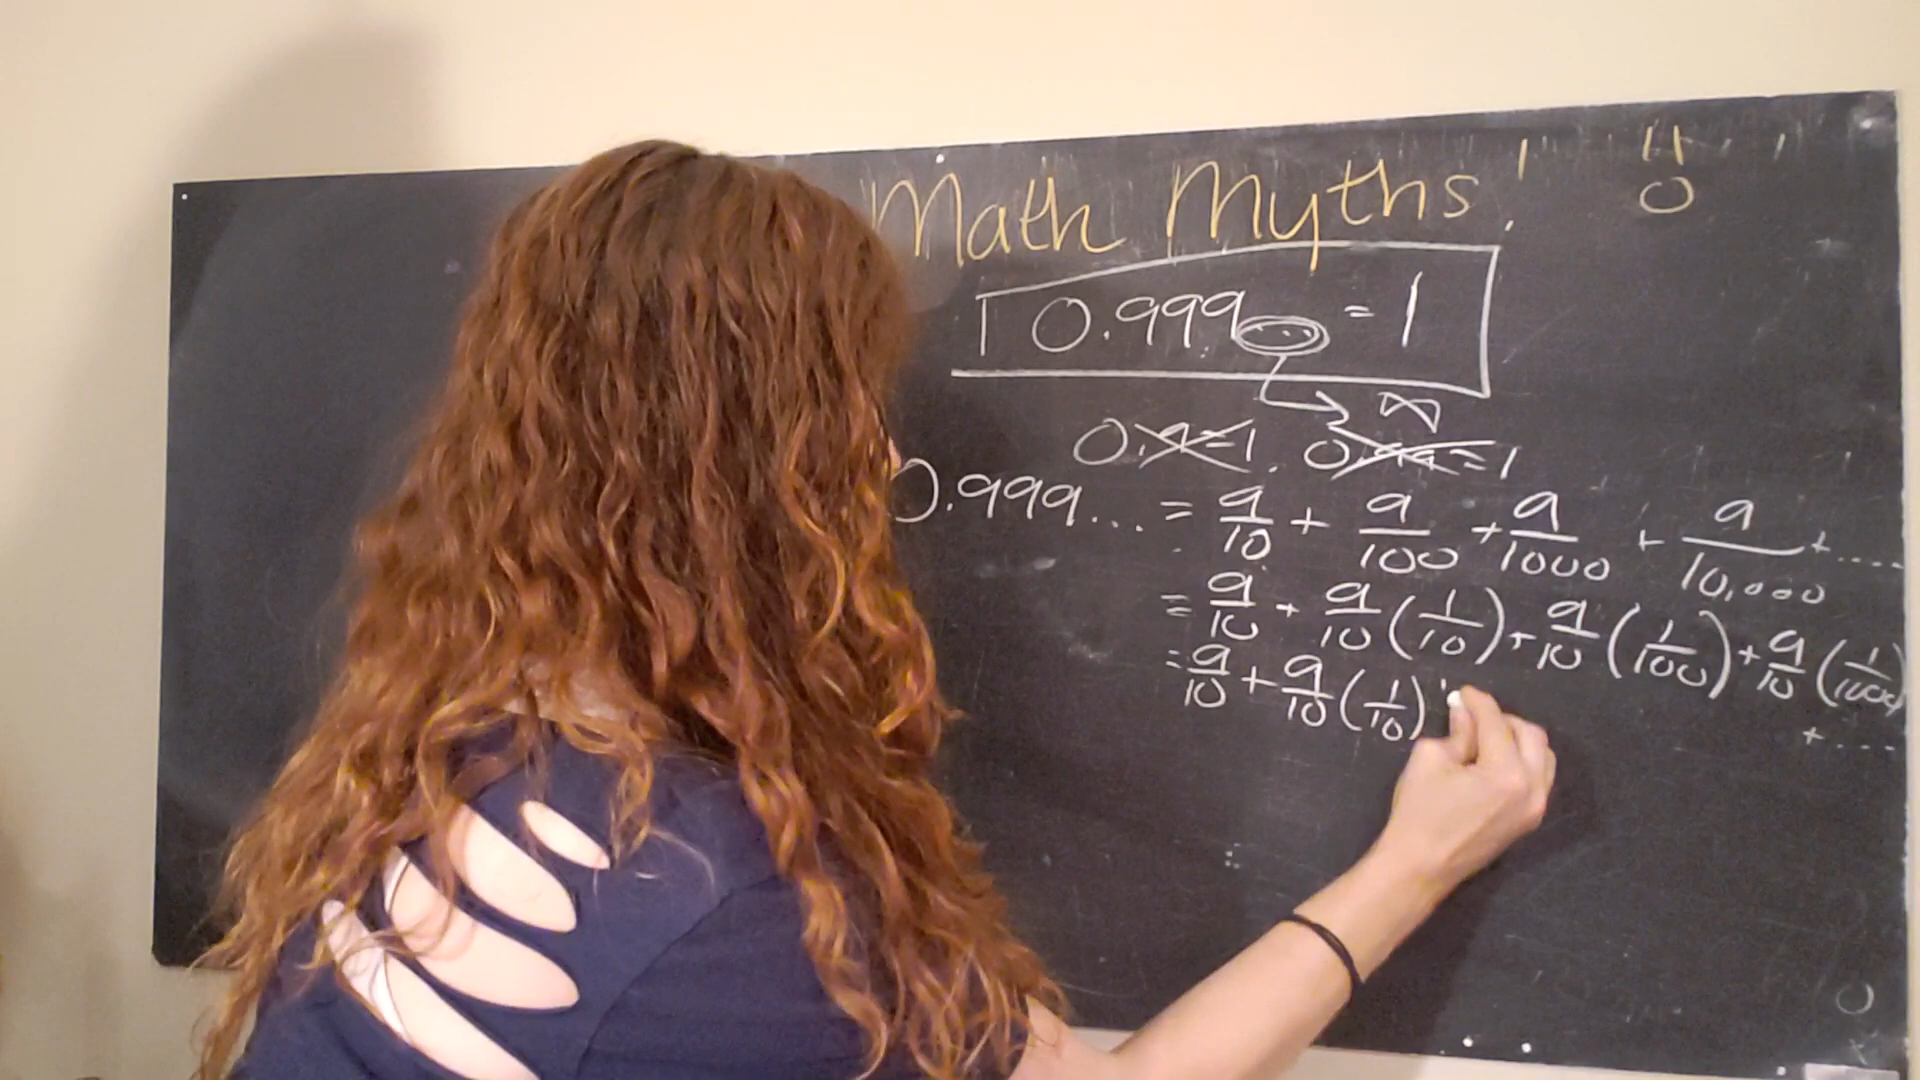 Math Myths!
0.999... = 1
∞
0.9=1, 0.99=1
0.999... = 9/10 + 9/100 + 9/1000 + 9/10,000 + .....
= 9/10 + 9/10 (1/10) + 9/10 (1/100) + 9/10 (1/1000)
+ ....
= 9/10 + 9/10 (1/10)